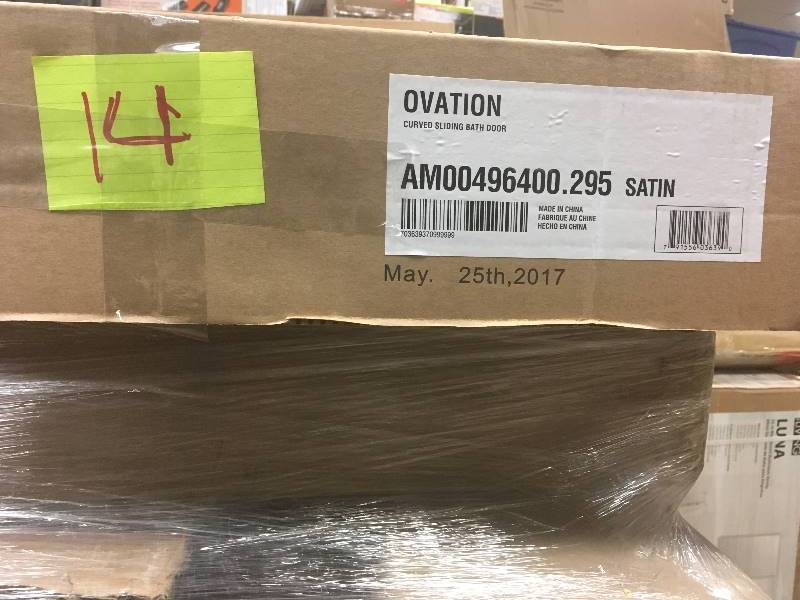 14
OVATION
CURVED SLIDING BATH DOOR
AM00496400.295 SATIN
MADE IN CHINA
FABRIQUE AU CHINE
HECHO EN CHINA
May. 25th,2017
LUNA